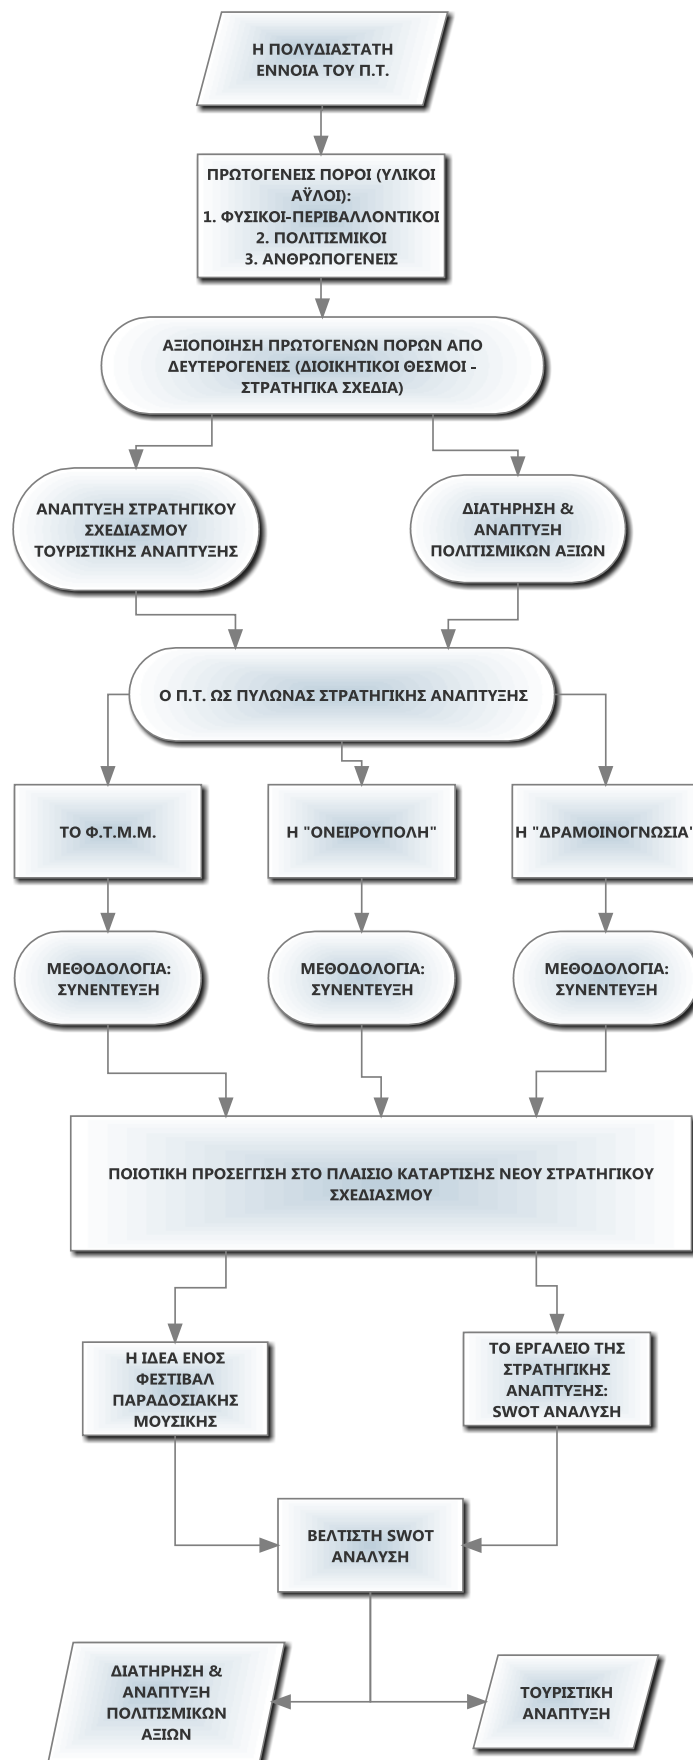 Η ΠΟΛΥΔΙΑΣΤΑΤΗ
ΕΝΝΟΙΑ ΤΟΥ Π.Τ.
ΠΡΩΤΟΓΕΝΕΙΣ ΠΟΡΟΙ (ΥΛΙΚΟΙ
ΑΫΛΟΙ):
1. ΦΥΣΙΚΟΙ-ΠΕΡΙΒΑΛΛΟΝΤΙΚΟΙ
2. ΠΟΛΙΤΙΣΜΙΚΟΙ
3. ΑΝΘΡΩΠΟΓΕΝΕΙΣ
ΑΞΙΟΠΟΙΗΣΗ ΠΡΩΤΟΓΕΝΩΝ ΠΟΡΩΝ ΑΠΟ
ΔΕΥΤΕΡΟΓΕΝΕΙΣ (ΔΙΟΙΚΗΤΙΚΟΙ ΘΕΣΜΟΙ -
ΣΤΡΑΤΗΓΙΚΑ ΣΧΕΔΙΑ)
ΑΝΑΠΤΥΞΗ ΣΤΡΑΤΗΓΙΚΟΥ
ΣΧΕΔΙΑΣΜΟΥ
ΤΟΥΡΙΣΤΙΚΗΣ ΑΝΑΠΤΥΞΗΣ
ΔΙΑΤΗΡΗΣΗ &
ΑΝΑΠΤΥΞΗ
ΠΟΛΙΤΙΣΜΙΚΩΝ ΑΞΙΩΝ
Ο Π.Τ. ΩΣ ΠΥΛΩΝΑΣ ΣΤΡΑΤΗΓΙΚΗΣ ΑΝΑΠΤΥΞΗΣ
ΤΟ Φ.Τ.Μ.Μ.
Η "ΟΝΕΙΡΟΥΠΟΛΗ"
Η "ΔΡΑΜΟΙΝΟΓΝΩΣΙΑ"
ΜΕΘΟΔΟΛΟΓΙΑ:
ΣΥΝΕΝΤΕΥΞΗ
ΜΕΘΟΔΟΛΟΓΙΑ:
ΣΥΝΕΝΤΕΥΞΗ
ΜΕΘΟΔΟΛΟΓΙΑ:
ΣΥΝΕΝΤΕΥΞΗ
ΠΟΙΟΤΙΚΗ ΠΡΟΣΕΓΓΙΣΗ ΣΤΟ ΠΛΑΙΣΙΟ ΚΑΤΑΡΤΙΣΗΣ ΝΕΟΥ ΣΤΡΑΤΗΓΙΚΟΥ
ΣΧΕΔΙΑΣΜΟΥ
Η ΙΔΕΑ ΕΝΟΣ
ΦΕΣΤΙΒΑΛ
ΠΑΡΑΔΟΣΙΑΚΗΣ
ΜΟΥΣΙΚΗΣ
ΤΟ ΕΡΓΑΛΕΙΟ ΤΗΣ
ΣΤΡΑΤΗΓΙΚΗΣ
ΑΝΑΠΤΥΞΗΣ:
SWOT ΑΝΑΛΥΣΗ
ΒΕΛΤΙΣΤΗ SWOT
ΑΝΑΛΥΣΗ
ΔΙΑΤΗΡΗΣΗ &
ΑΝΑΠΤΥΞΗ
ΠΟΛΙΤΙΣΜΙΚΩΝ
ΑΞΙΩΝ
ΤΟΥΡΙΣΤΙΚΗ
ΑΝΑΠΤΥΞΗ